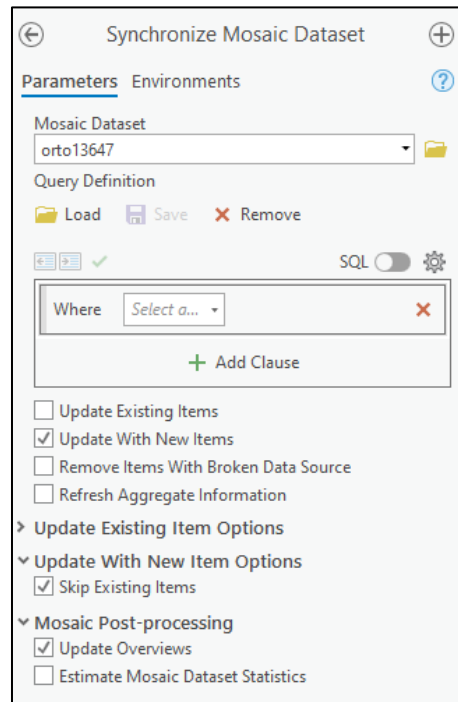 Synchronize Mosaic Dataset
Parameters Environments
Mosaic Dataset
orto13647
Query Definition
Load Save Remove
SQL
Where Select a...
Add Clause
Update Existing Items
Update With New Items
Remove Items With Broken Data Source
Refresh Aggregate Information
Update Existing Item Options
Update With New Item Options
Skip Existing Items
Mosaic Post-processing
Update Overviews
Estimate Mosaic Dataset Statistics